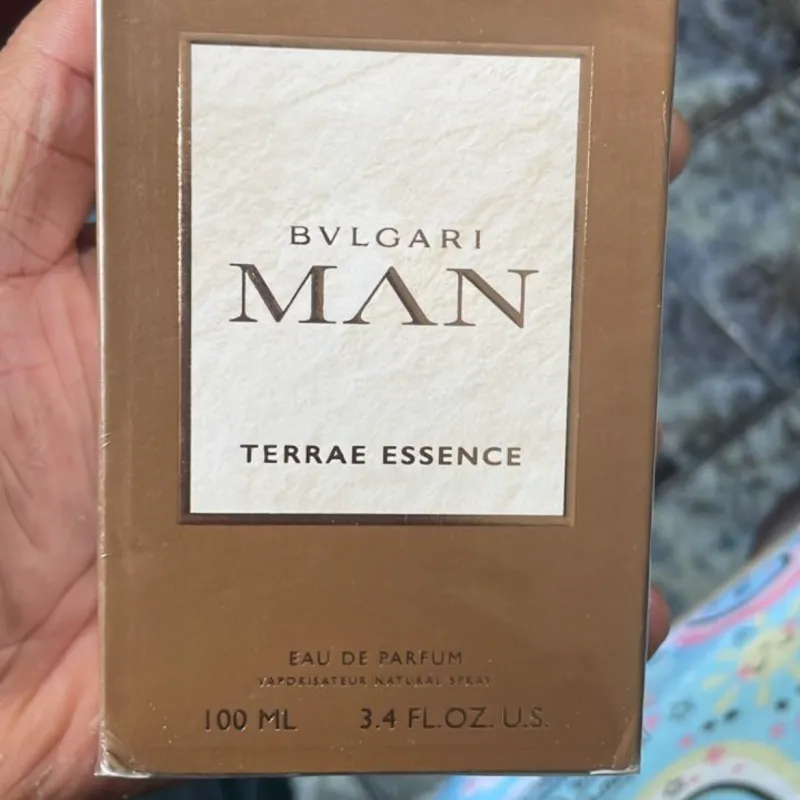 BVLGARI
MAN
TERRAE ESSENCE
EAU DE PARFUM
VAPORISATEUR NATURAL SPRAY
100 ML 3.4 FL.OZ. U.S.